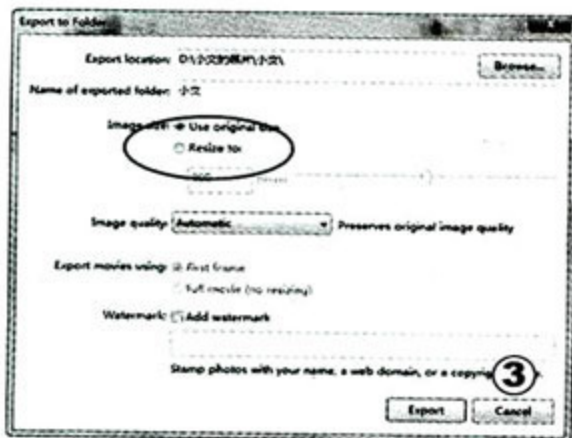 Export to Folder
Export location: D:\小文的照片\小文\
Browse...
Name of exported folder: 小文
Image size: Use original size
Resize to:
Image quality: Automatic
Preserves original image quality
Export movies using: First frame
Full movie (no resizing)
Watermark: Add watermark
Stamp photos with your name, a web domain, or a copyright
3
Export
Cancel